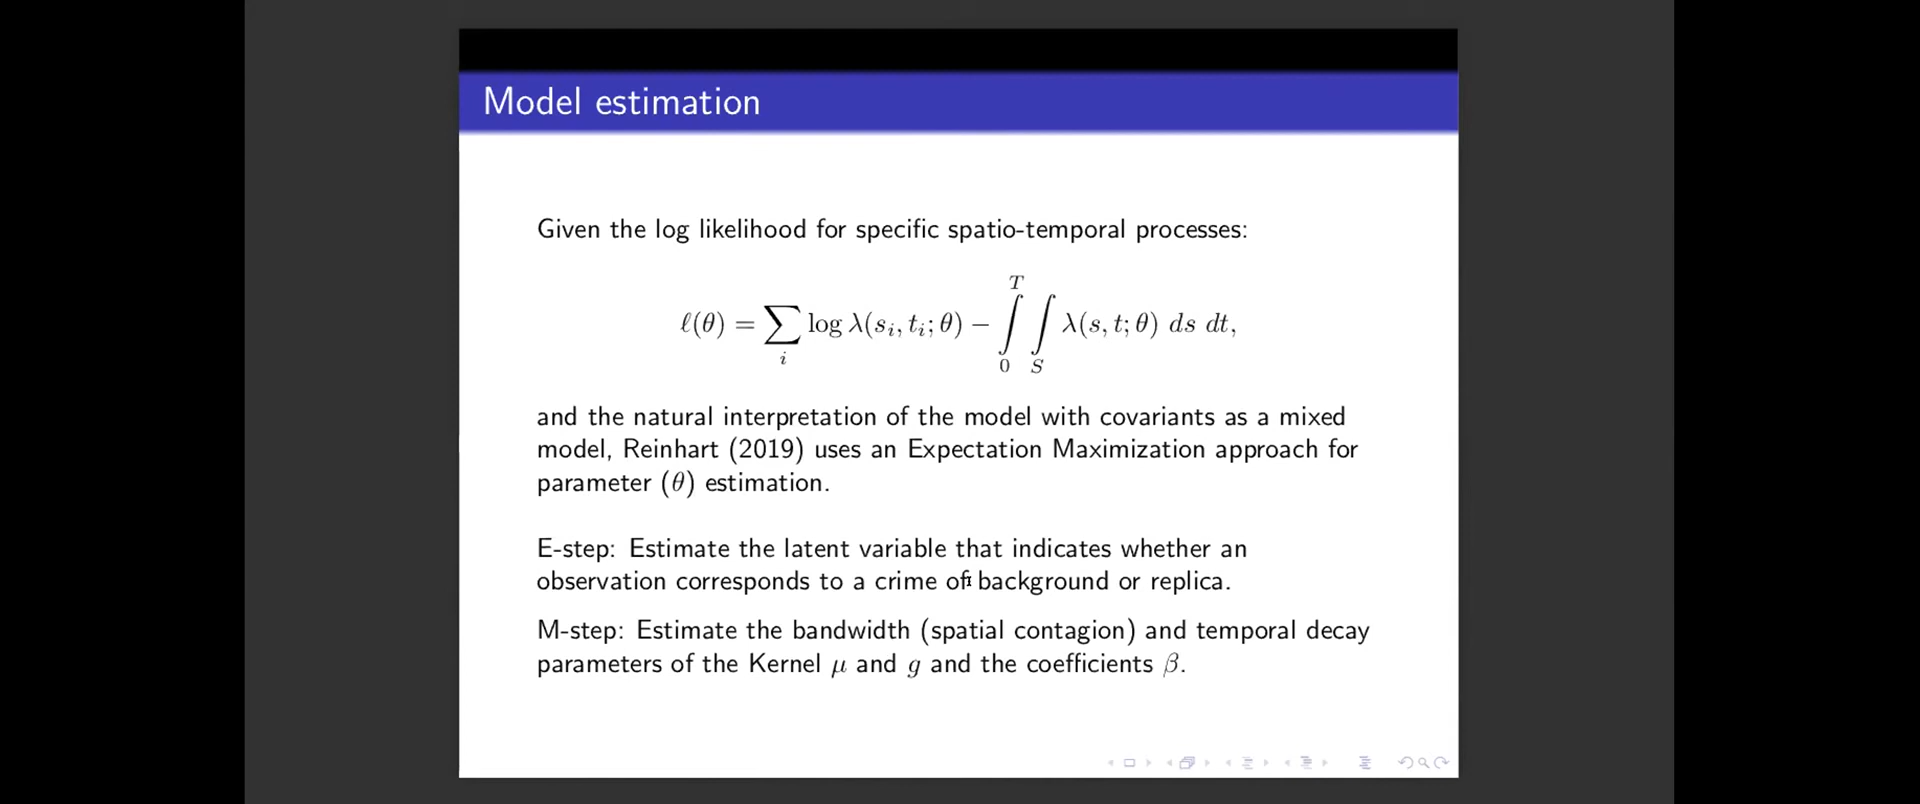 Model estimation
Given the log likelihood for specific spatio-temporal processes:
ℓ(θ) = ∑_i log λ(s_i, t_i; θ) − ∫_0^T ∫_S λ(s, t; θ) ds dt,
and the natural interpretation of the model with covariants as a mixed
model, Reinhart (2019) uses an Expectation Maximization approach for
parameter (θ) estimation.
E-step: Estimate the latent variable that indicates whether an
observation corresponds to a crime of background or replica.
M-step: Estimate the bandwidth (spatial contagion) and temporal decay
parameters of the Kernel μ and g and the coefficients β.